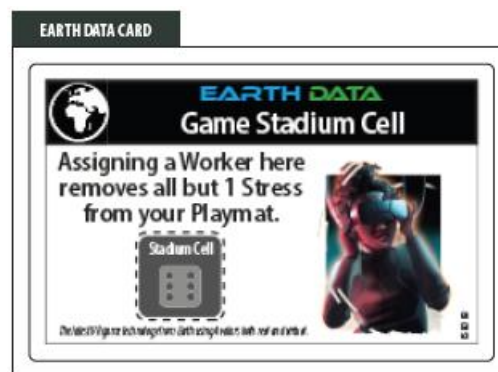 EARTH DATA CARD
EARTH DATA
Game Stadium Cell
Assigning a Worker here
removes all but 1 Stress
from your Playmat.
Stadium Cell